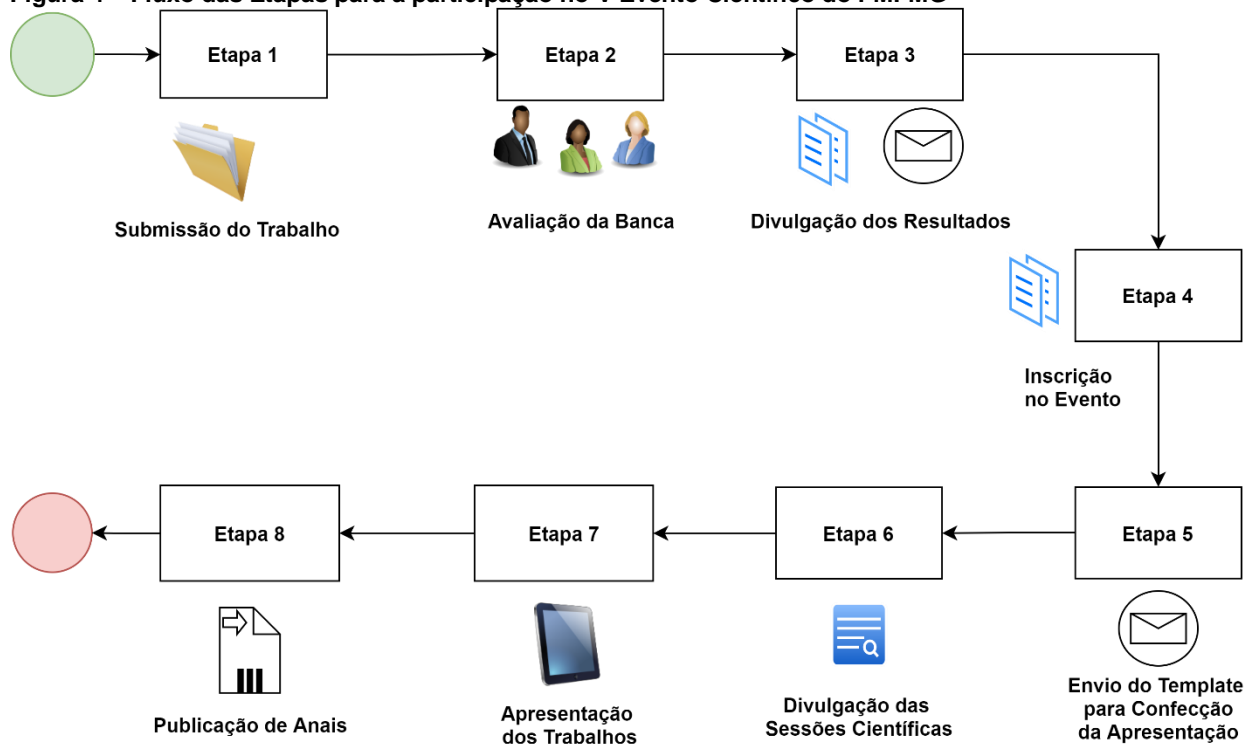 Etapa 1
Etapa 2
Etapa 3
Submissão do Trabalho
Avaliação da Banca
Divulgação dos Resultados
Etapa 4
Inscrição
no Evento
Etapa 8
Etapa 7
Etapa 6
Etapa 5
Publicação de Anais
Apresentação
dos Trabalhos
Divulgação das
Sessões Científicas
Envio do Template
para Confecção
da Apresentação